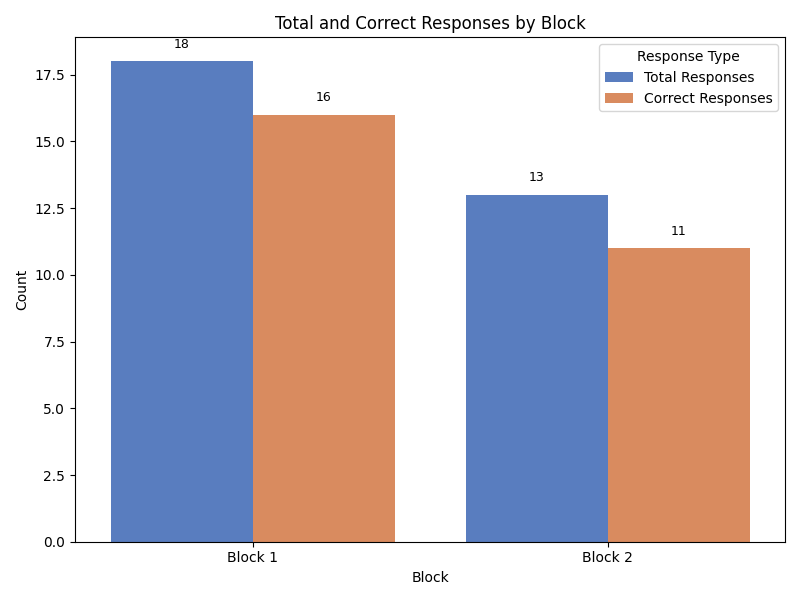 Total and Correct Responses by Block
18
Response Type
Total Responses
Correct Responses
16
13
11
17.5
15.0
12.5
10.0
7.5
5.0
2.5
0.0
Count
Block 1
Block 2
Block